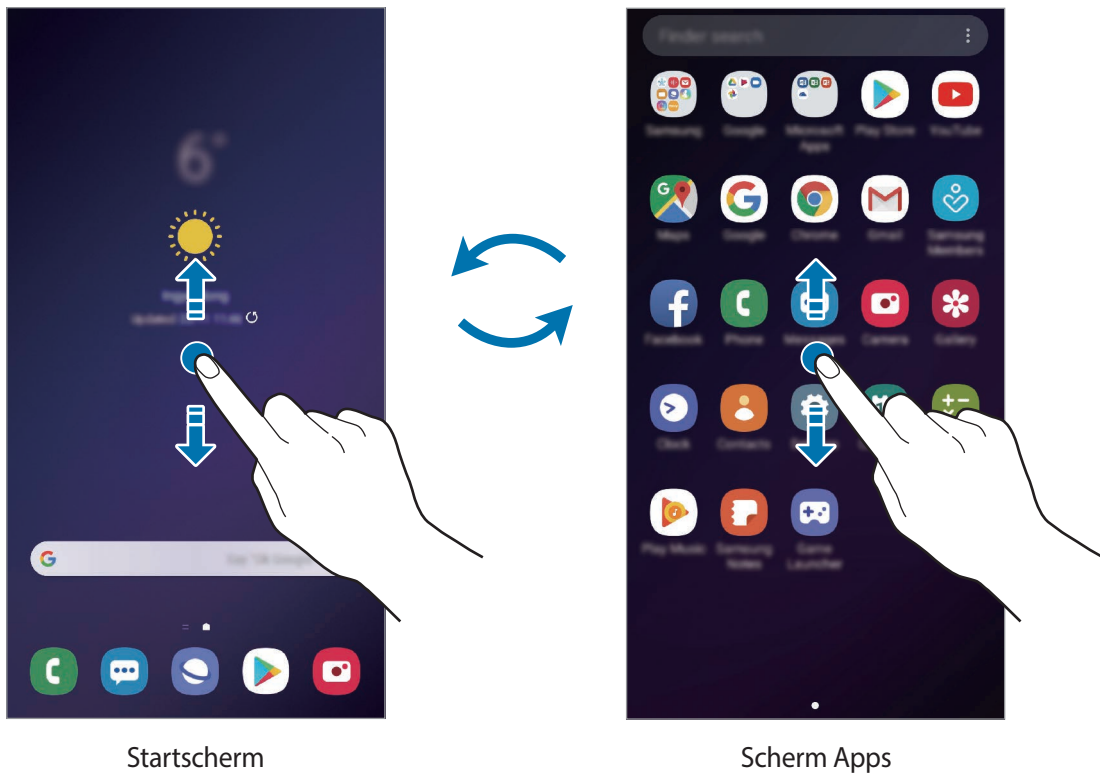 6°
Finder search
Samsung
Google
Microsoft Apps
Play Store
YouTube
Maps
Google
Chrome
Gmail
Samsung Members
Facebook
Phone
Camera
Gallery
Clock
Contacts
Play Music
Samsung Notes
Game Launcher
Startscherm
Scherm Apps